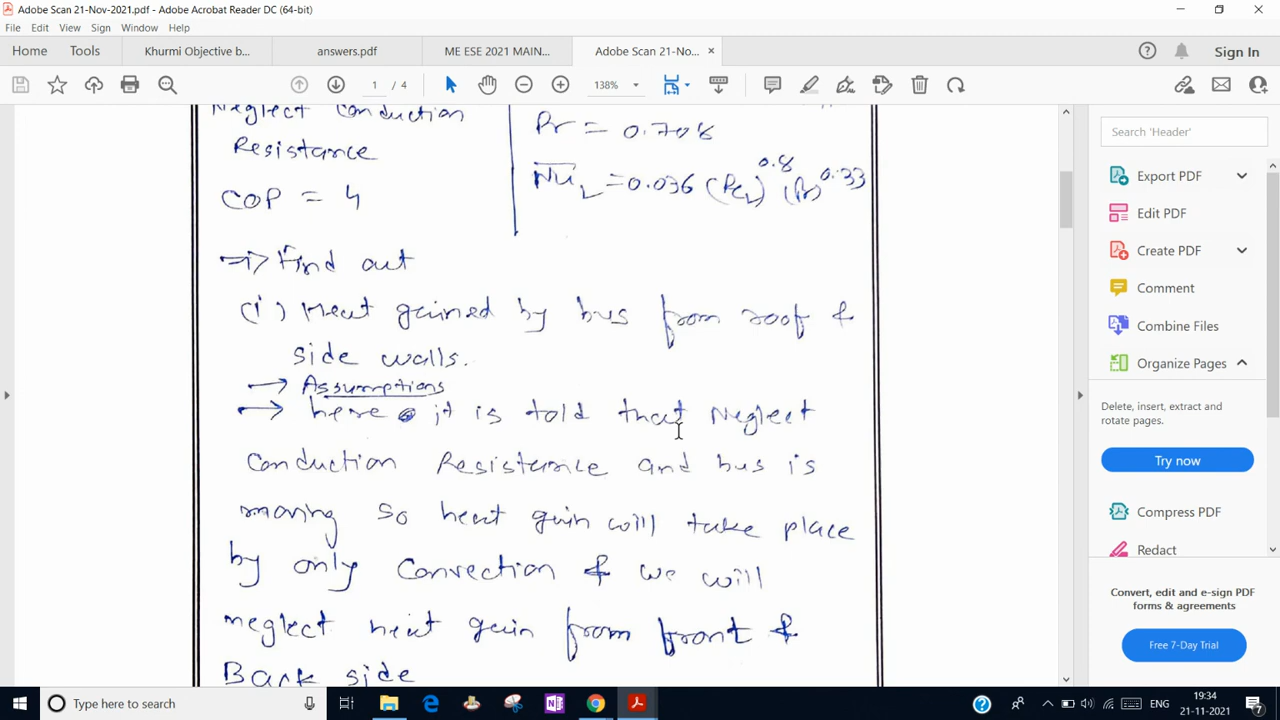 Adobe Scan 21-Nov-2021.pdf - Adobe Acrobat Reader DC (64-bit)
File Edit View Sign Window Help
Home Tools Khurmi Objective b... answers.pdf ME ESE 2021 MAIN... Adobe Scan 21-No... × Sign In
1 / 4 138%
Neglect Conduction
Resistance
COP = 4
Pr = 0.708
Nu L = 0.036 (ReL)^0.8 (Pr)^0.33
=> Find out
(i) Heat gained by bus from roof &
side walls.
→ Assumptions
→ here it is told that Neglect
Conduction Resistance and bus is
moving so heat gain will take place
by only Convection & we will
neglect heat gain from front &
Back side
Search 'Header'
Export PDF
Edit PDF
Create PDF
Comment
Combine Files
Organize Pages
Delete, insert, extract and
rotate pages.
Try now
Compress PDF
Redact
Convert, edit and e-sign PDF
forms & agreements
Free 7-Day Trial
Type here to search
ENG
19:34
21-11-2021
7